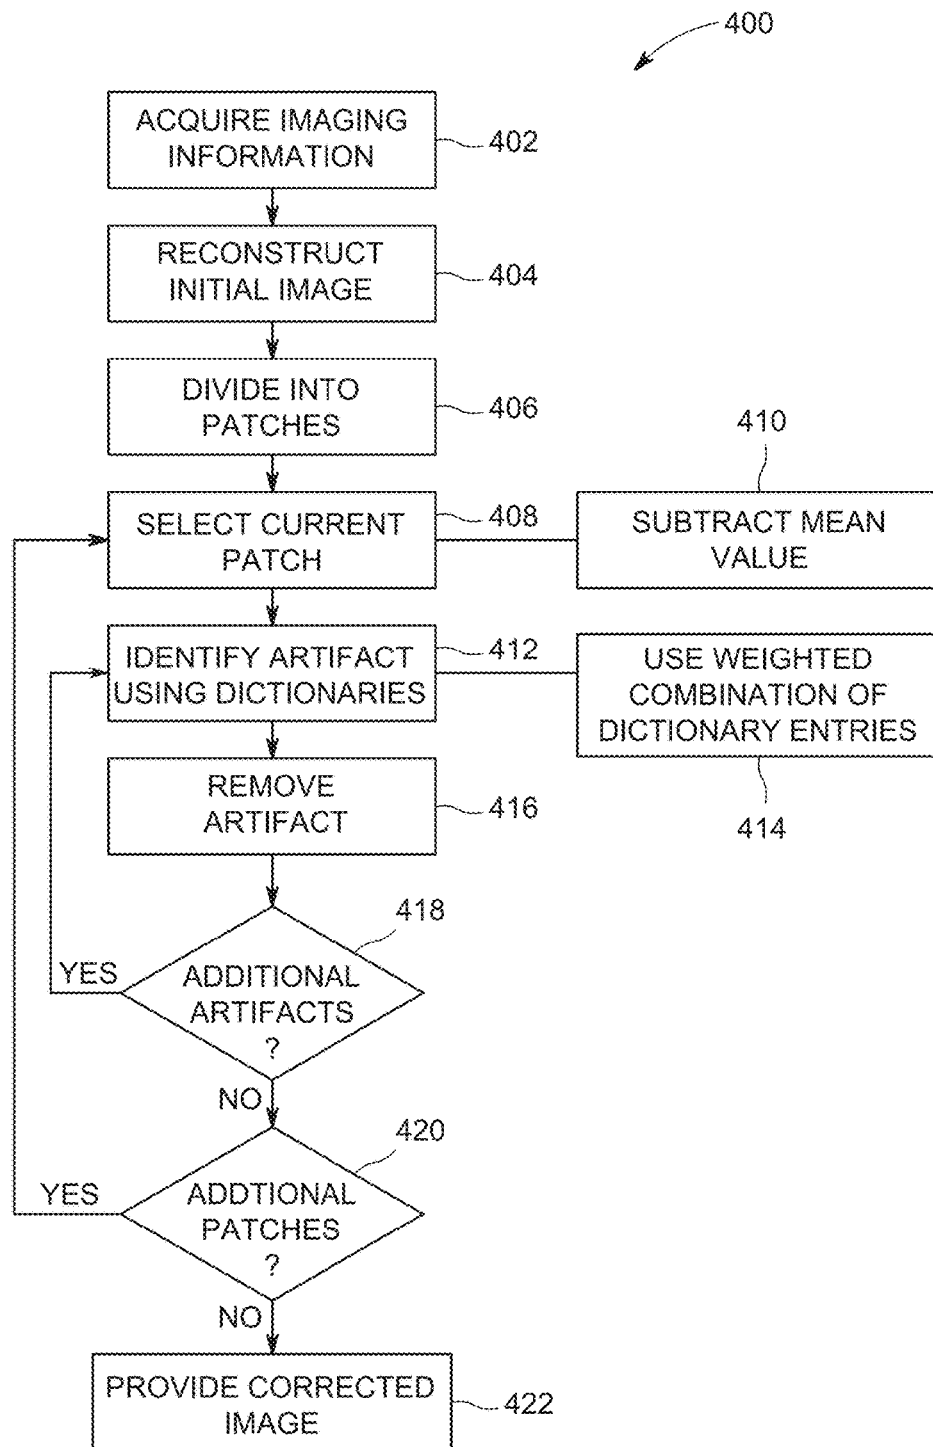 400
ACQUIRE IMAGING
INFORMATION
402
RECONSTRUCT
INITIAL IMAGE
404
DIVIDE INTO
PATCHES
406
SELECT CURRENT
PATCH
408
410
SUBTRACT MEAN
VALUE
IDENTIFY ARTIFACT
USING DICTIONARIES
412
USE WEIGHTED
COMBINATION OF
DICTIONARY ENTRIES
414
REMOVE
ARTIFACT
416
418
ADDITIONAL
ARTIFACTS
?
YES
NO
420
ADDTIONAL
PATCHES
?
YES
NO
PROVIDE CORRECTED
IMAGE
422